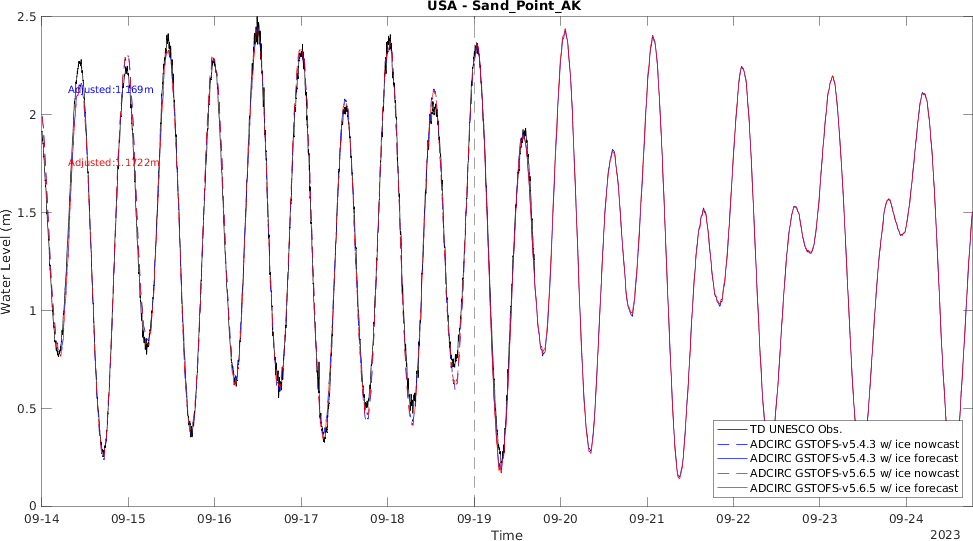 USA - Sand_Point_AK
2.5
2
1.5
1
0.5
0
Water Level (m)
Adjusted:1.169m
Adjusted:1.1722m
TD UNESCO Obs.
ADCIRC GSTOFS-v5.4.3 w/ ice nowcast
ADCIRC GSTOFS-v5.4.3 w/ ice forecast
ADCIRC GSTOFS-v5.6.5 w/ ice nowcast
ADCIRC GSTOFS-v5.6.5 w/ ice forecast
09-14 09-15 09-16 09-17 09-18 09-19 09-20 09-21 09-22 09-23 09-24
Time
2023